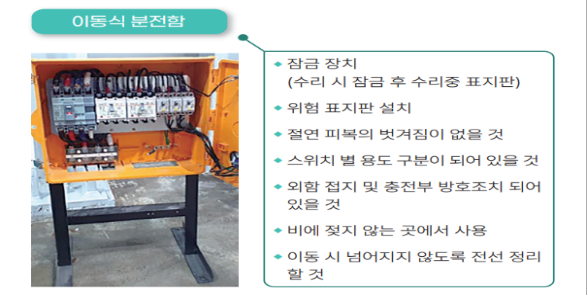 이동식 분전함
잠금 장치
(수리 시 잠금 후 수리중 표지판)
위험 표지판 설치
절연 피복의 벗겨짐이 없을 것
스위치 별 용도 구분이 되어 있을 것
외함 접지 및 충전부 방호조치 되어
있을 것
비에 젖지 않는 곳에서 사용
이동 시 넘어지지 않도록 전선 정리
할 것